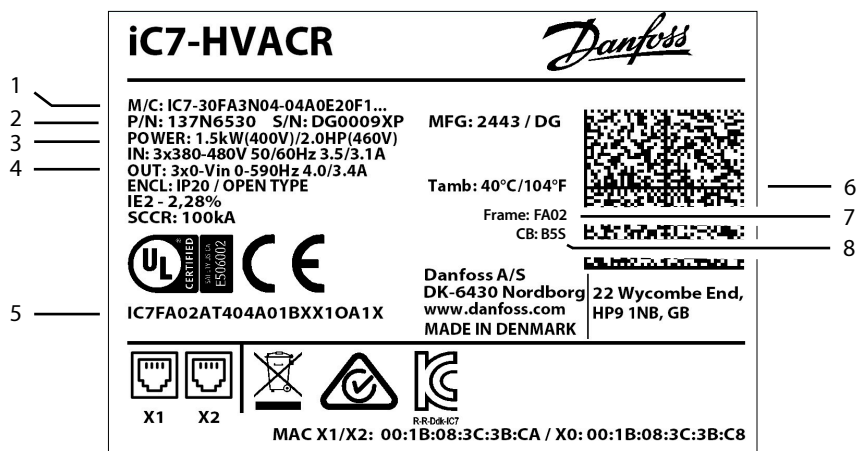 iC7-HVACR
Danfoss
1
M/C: IC7-30FA3N04-04A0E20F1...
2
P/N: 137N6530 S/N: DG0009XP
MFG: 2443 / DG
3
POWER: 1.5kW(400V)/2.0HP(460V)
IN: 3x380-480V 50/60Hz 3.5/3.1A
4
OUT: 3x0-Vin 0-590Hz 4.0/3.4A
ENCL: IP20 / OPEN TYPE
Tamb: 40°C/104°F
6
IE2 - 2,28%
SCCR: 100kA
Frame: FA02
7
CB: B5S
8
UL
®
CERTIFIED
E506002
CE
Danfoss A/S
DK-6430 Nordborg
www.danfoss.com
MADE IN DENMARK
22 Wycombe End,
HP9 1NB, GB
5
IC7FA02AT404A01BXX1OA1X
X1 X2
R-R-Ddk-IC7
MAC X1/X2: 00:1B:08:3C:3B:CA / X0: 00:1B:08:3C:3B:C8